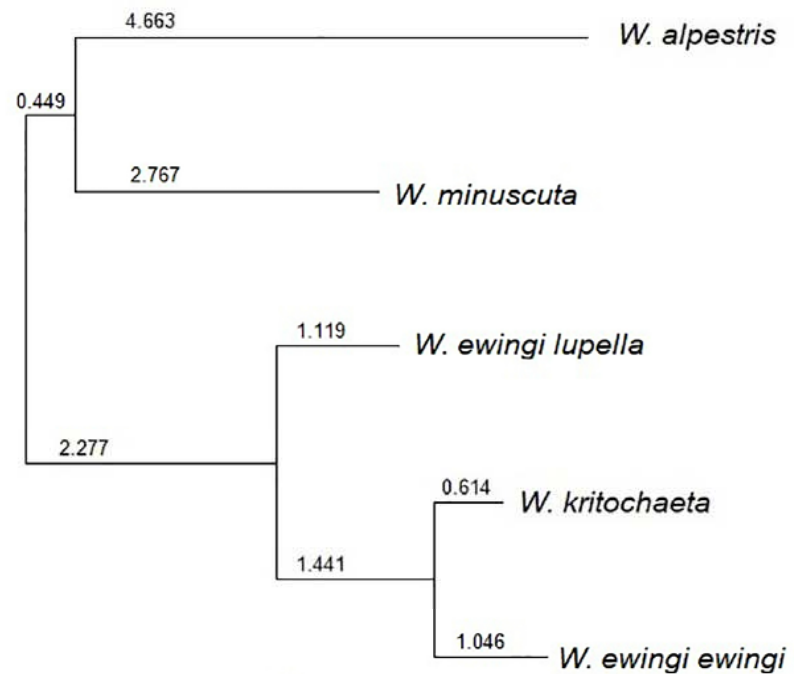 4.663
W. alpestris
0.449
2.767
W. minuscuta
1.119
W. ewingi lupella
2.277
0.614
W. kritochaeta
1.441
1.046
W. ewingi ewingi